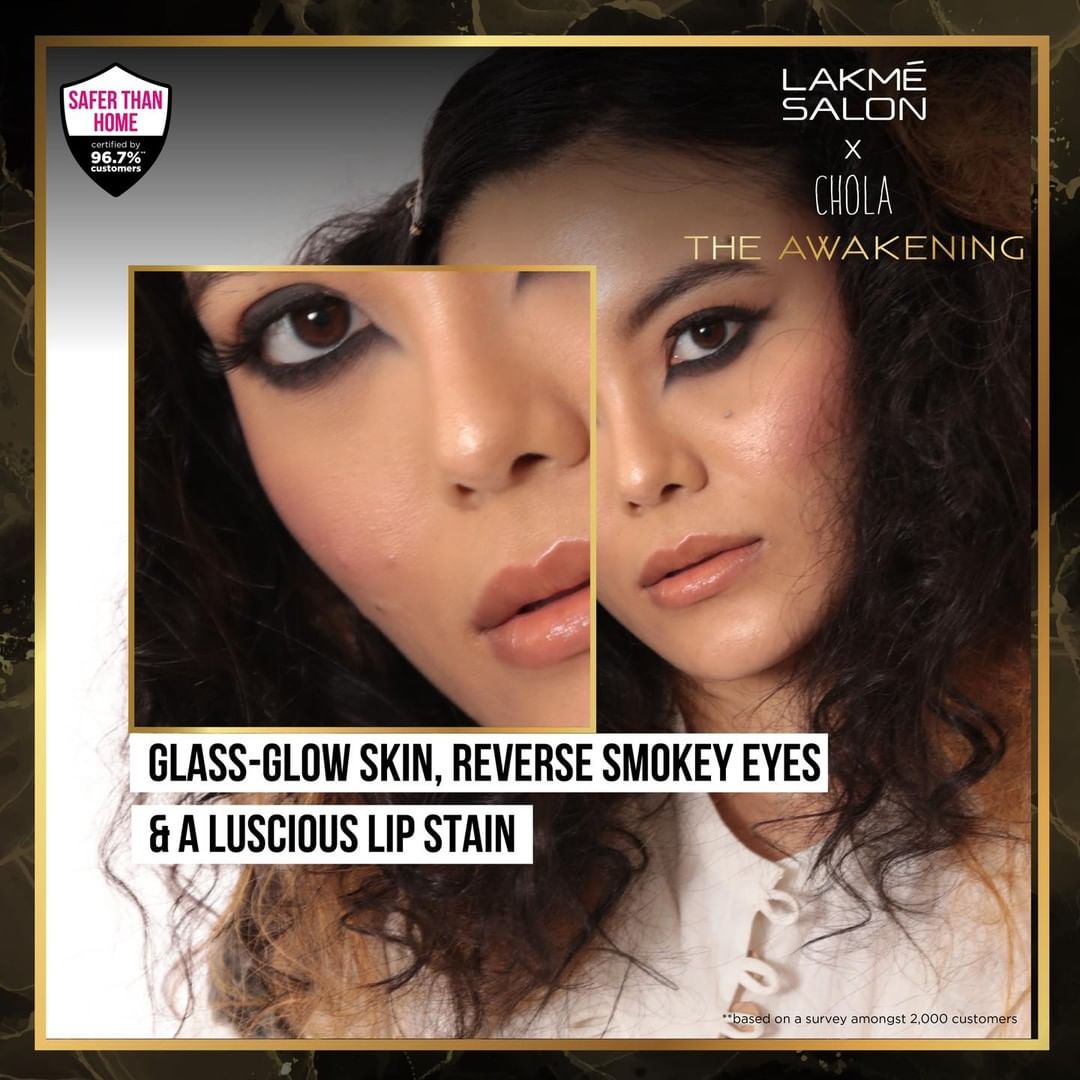 SAFER THAN
HOME
certified by
96.7%**
customers
LAKMÉ
SALON
X
CHOLA
THE AWAKENING
GLASS-GLOW SKIN, REVERSE SMOKEY EYES
& A LUSCIOUS LIP STAIN
**based on a survey amongst 2,000 customers